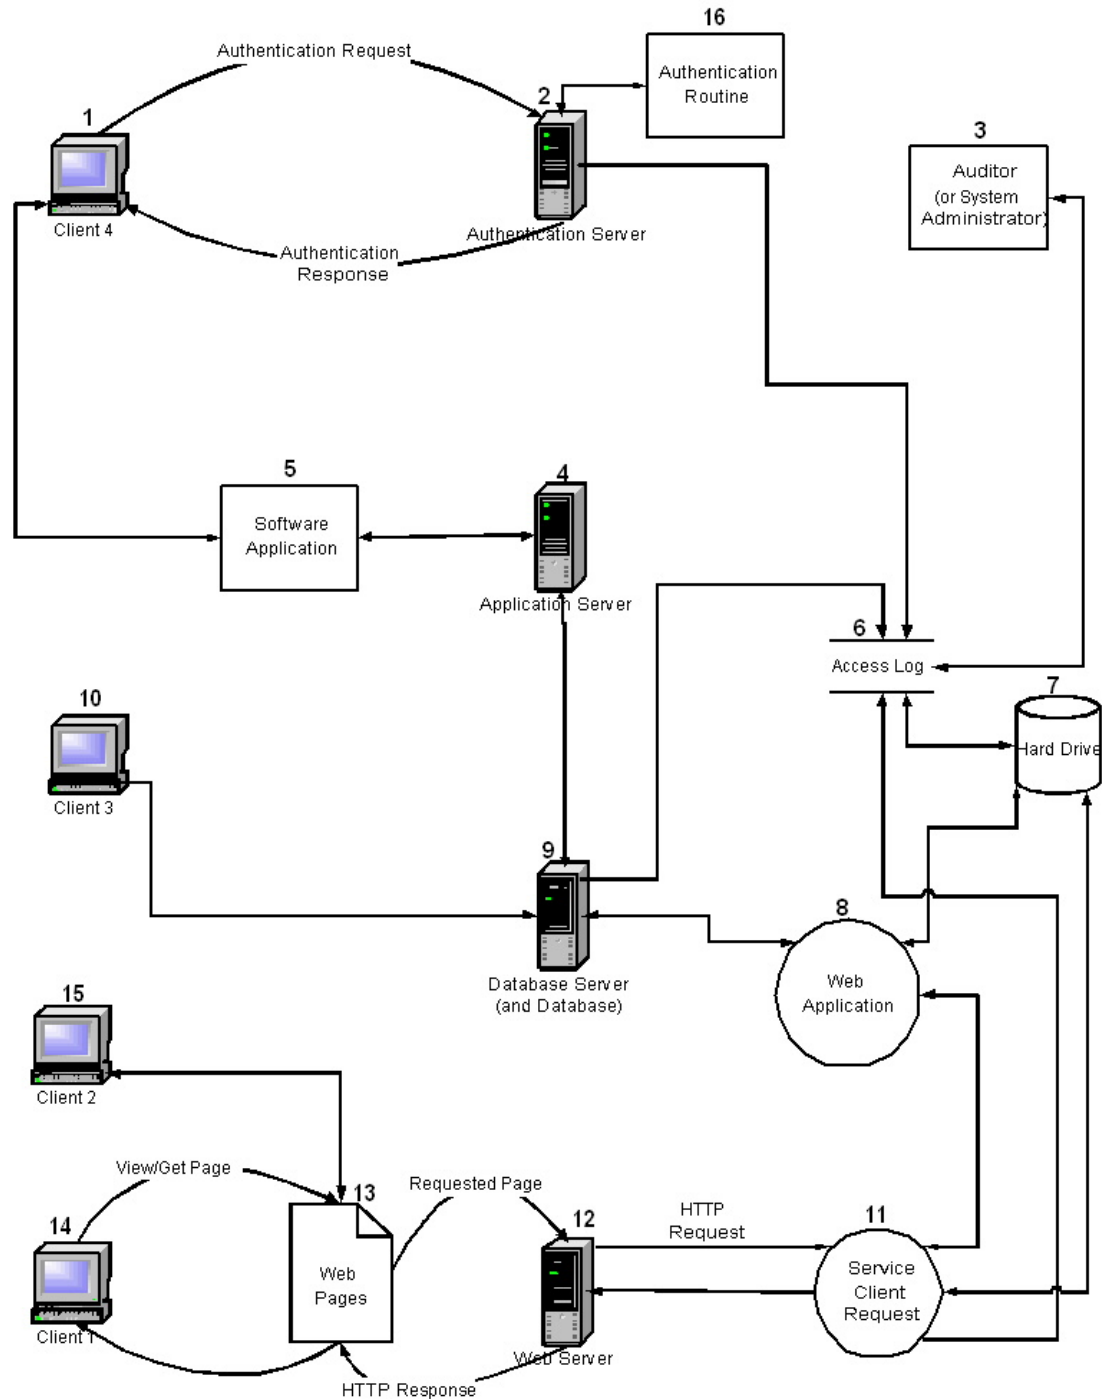 16
Authentication Request
Authentication
Routine
2
1
3
Auditor
(or System
Administrator)
Client 4
Authentication Server
Authentication
Response
5
4
Software
Application
Application Server
6
Access Log
7
10
Hard Drive
Client 3
9
8
Web
Application
Database Server
(and Database)
15
Client 2
View/Get Page
Requested Page
13
14
12
HTTP
Request
11
Web
Pages
Service
Client
Request
Client 1
Web Server
HTTP Response